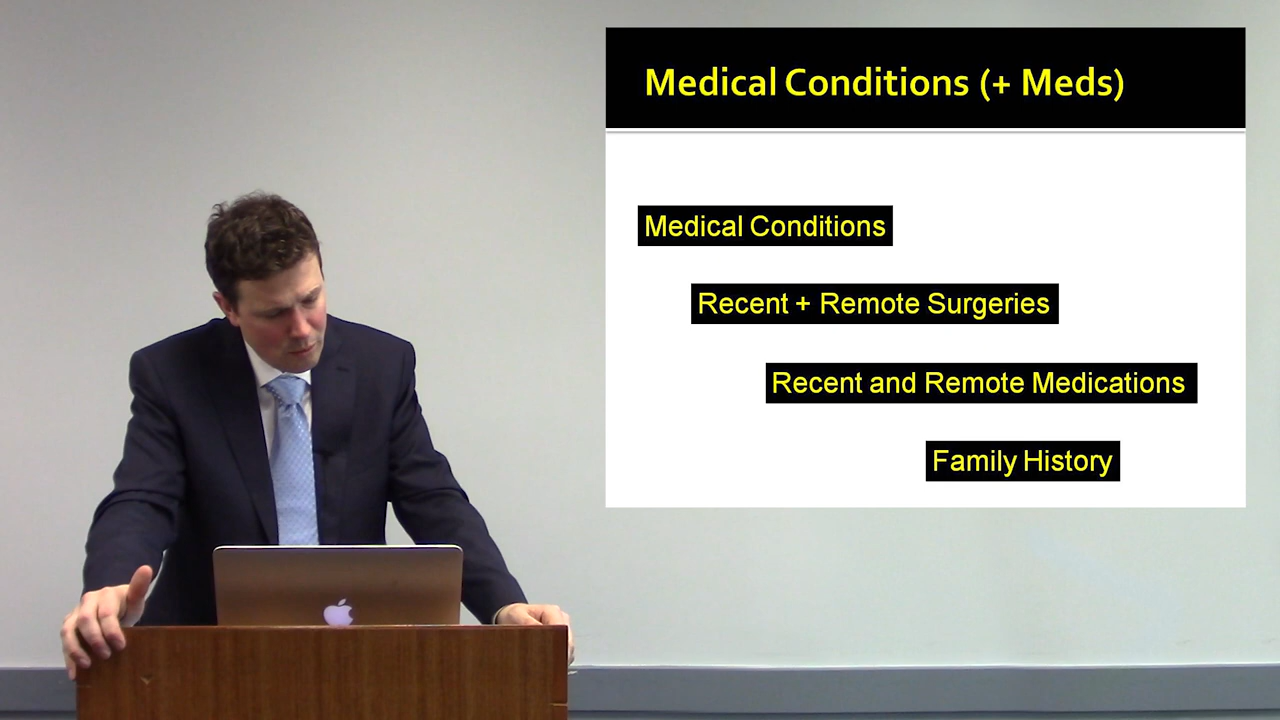 Medical Conditions (+ Meds)
Medical Conditions
Recent + Remote Surgeries
Recent and Remote Medications
Family History